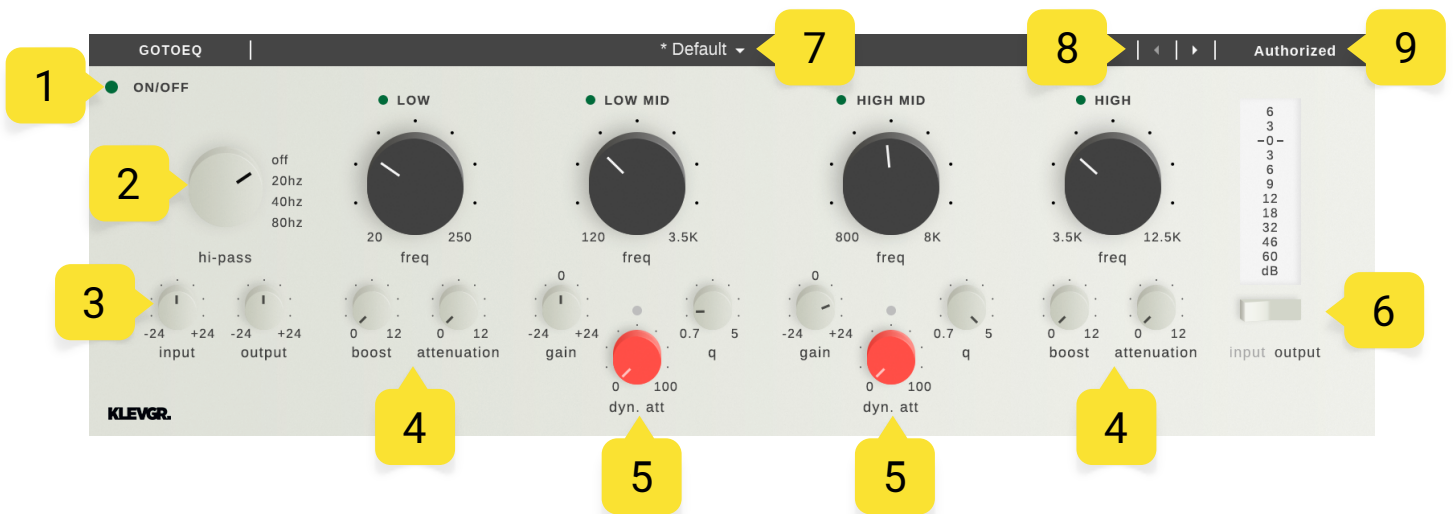 GOTOEQ
* Default
7
8
Authorized
9
1
ON/OFF
LOW
LOW MID
HIGH MID
HIGH
2
off
20hz
40hz
80hz
hi-pass
20 250
freq
120 3.5K
freq
800 8K
freq
3.5K 12.5K
freq
6
3
0
3
6
9
12
18
32
46
60
dB
3
-24 +24
input
-24 +24
output
0 12
boost
0 12
attenuation
0
-24 +24
gain
0.7 5
q
0 100
dyn. att
0
-24 +24
gain
0.7 5
q
0 100
dyn. att
0 12
boost
0 12
attenuation
6
input output
KLEVGR.
4
5
5
4